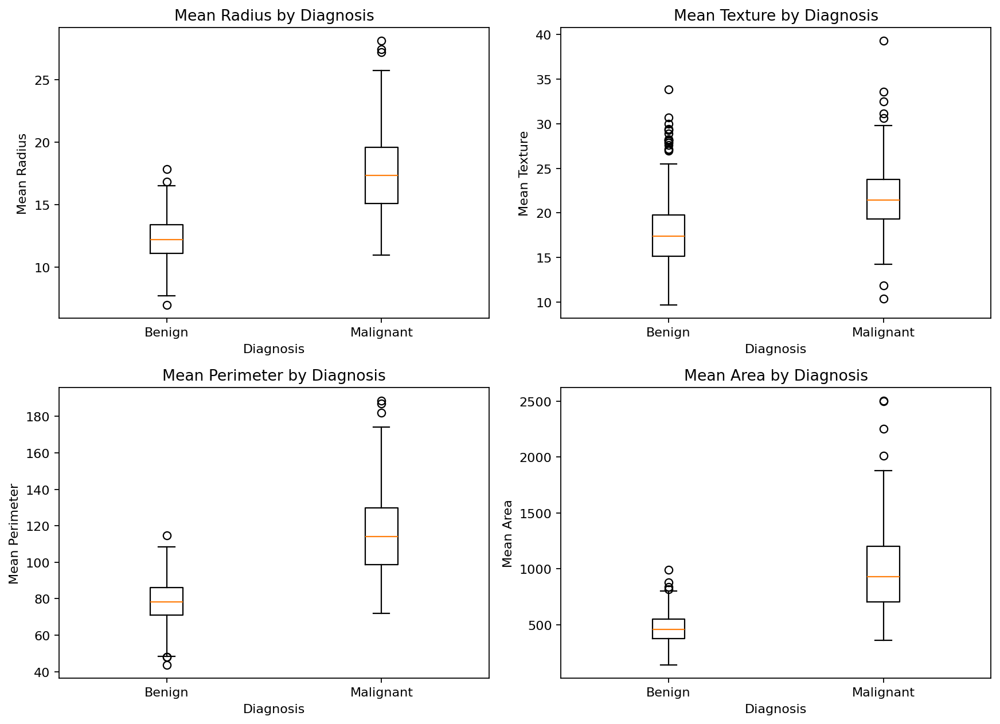 Mean Radius by Diagnosis
Mean Radius
25
20
15
10
Benign
Malignant
Diagnosis
Mean Texture by Diagnosis
Mean Texture
40
35
30
25
20
15
10
Benign
Malignant
Diagnosis
Mean Perimeter by Diagnosis
Mean Perimeter
180
160
140
120
100
80
60
40
Benign
Malignant
Diagnosis
Mean Area by Diagnosis
Mean Area
2500
2000
1500
1000
500
Benign
Malignant
Diagnosis